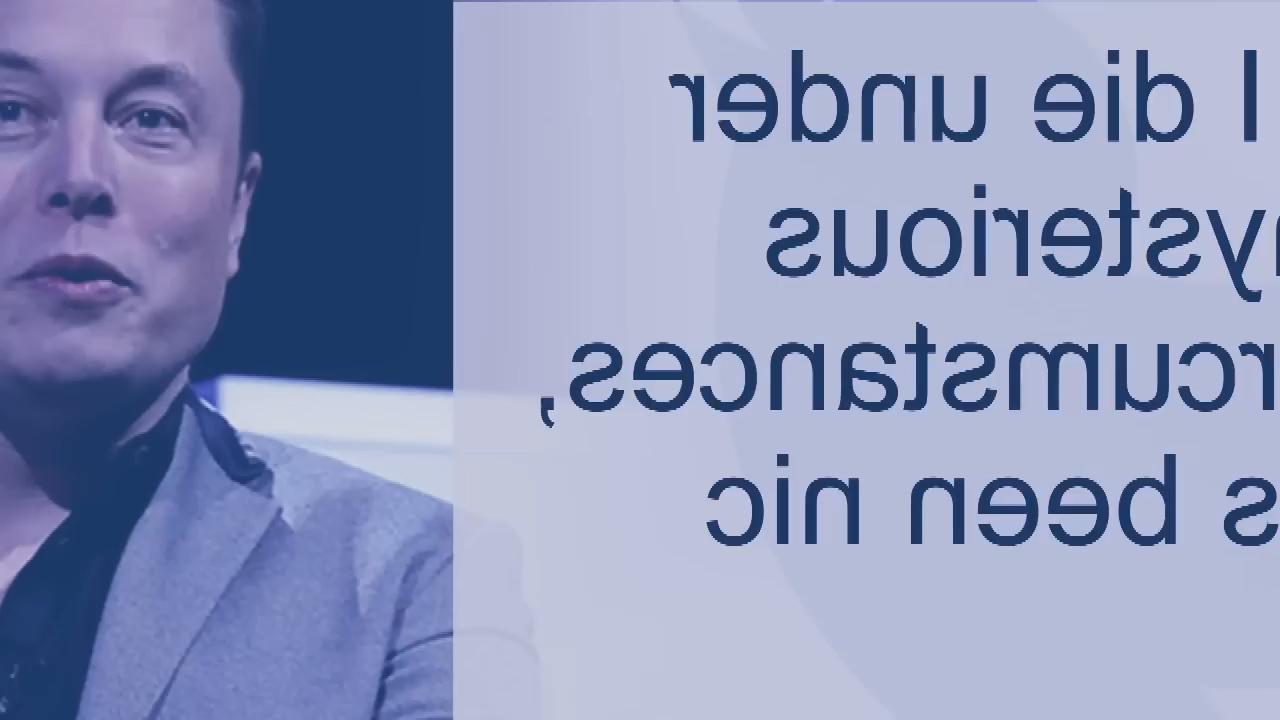 I die under
ysterious
rcumstances,
s been nic